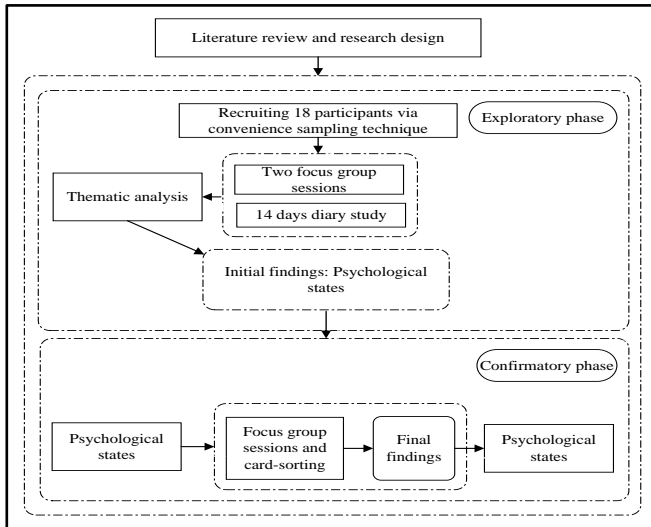 Literature review and research design
Recruiting 18 participants via
convenience sampling technique
Exploratory phase
Two focus group
sessions
14 days diary study
Thematic analysis
Initial findings: Psychological
states
Confirmatory phase
Psychological
states
Focus group
sessions and
card-sorting
Final
findings
Psychological
states